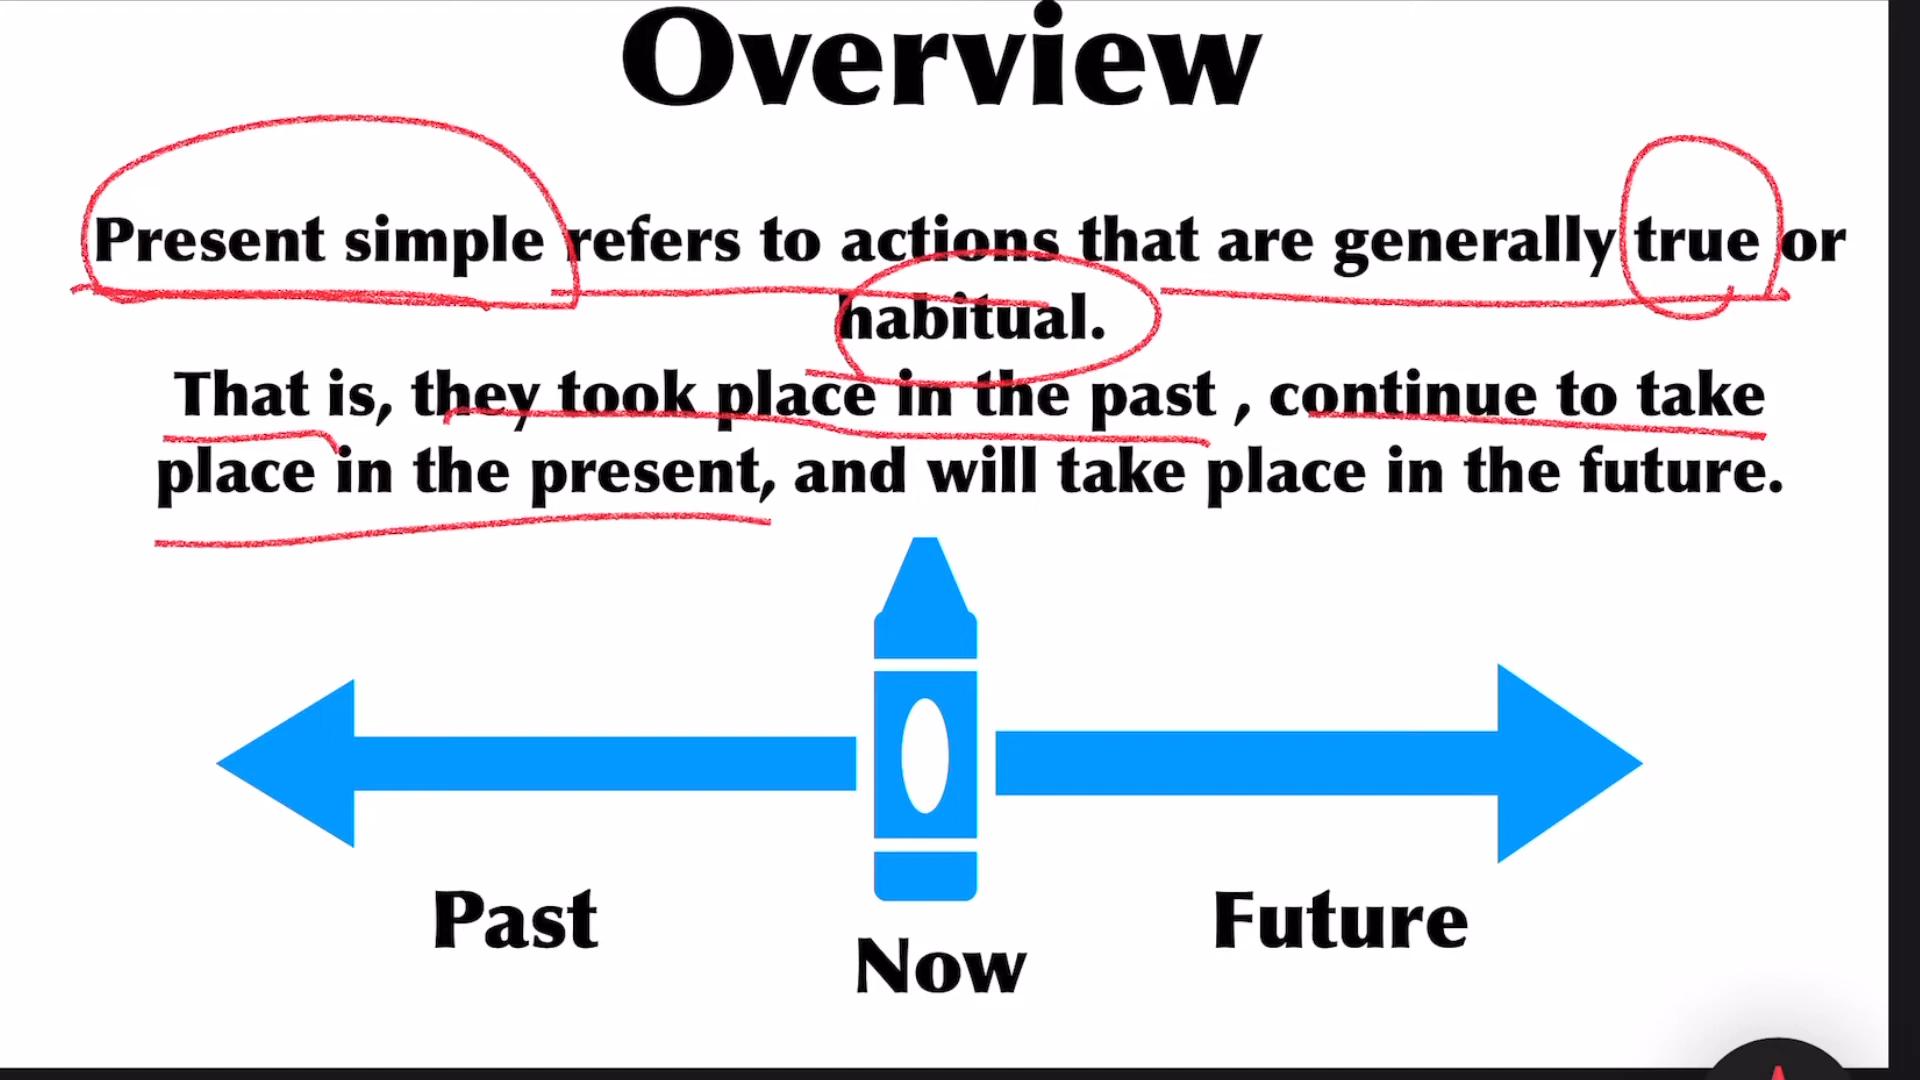 Overview
Present simple refers to actions that are generally true or
habitual.
That is, they took place in the past , continue to take
place in the present, and will take place in the future.
Past
Now
Future